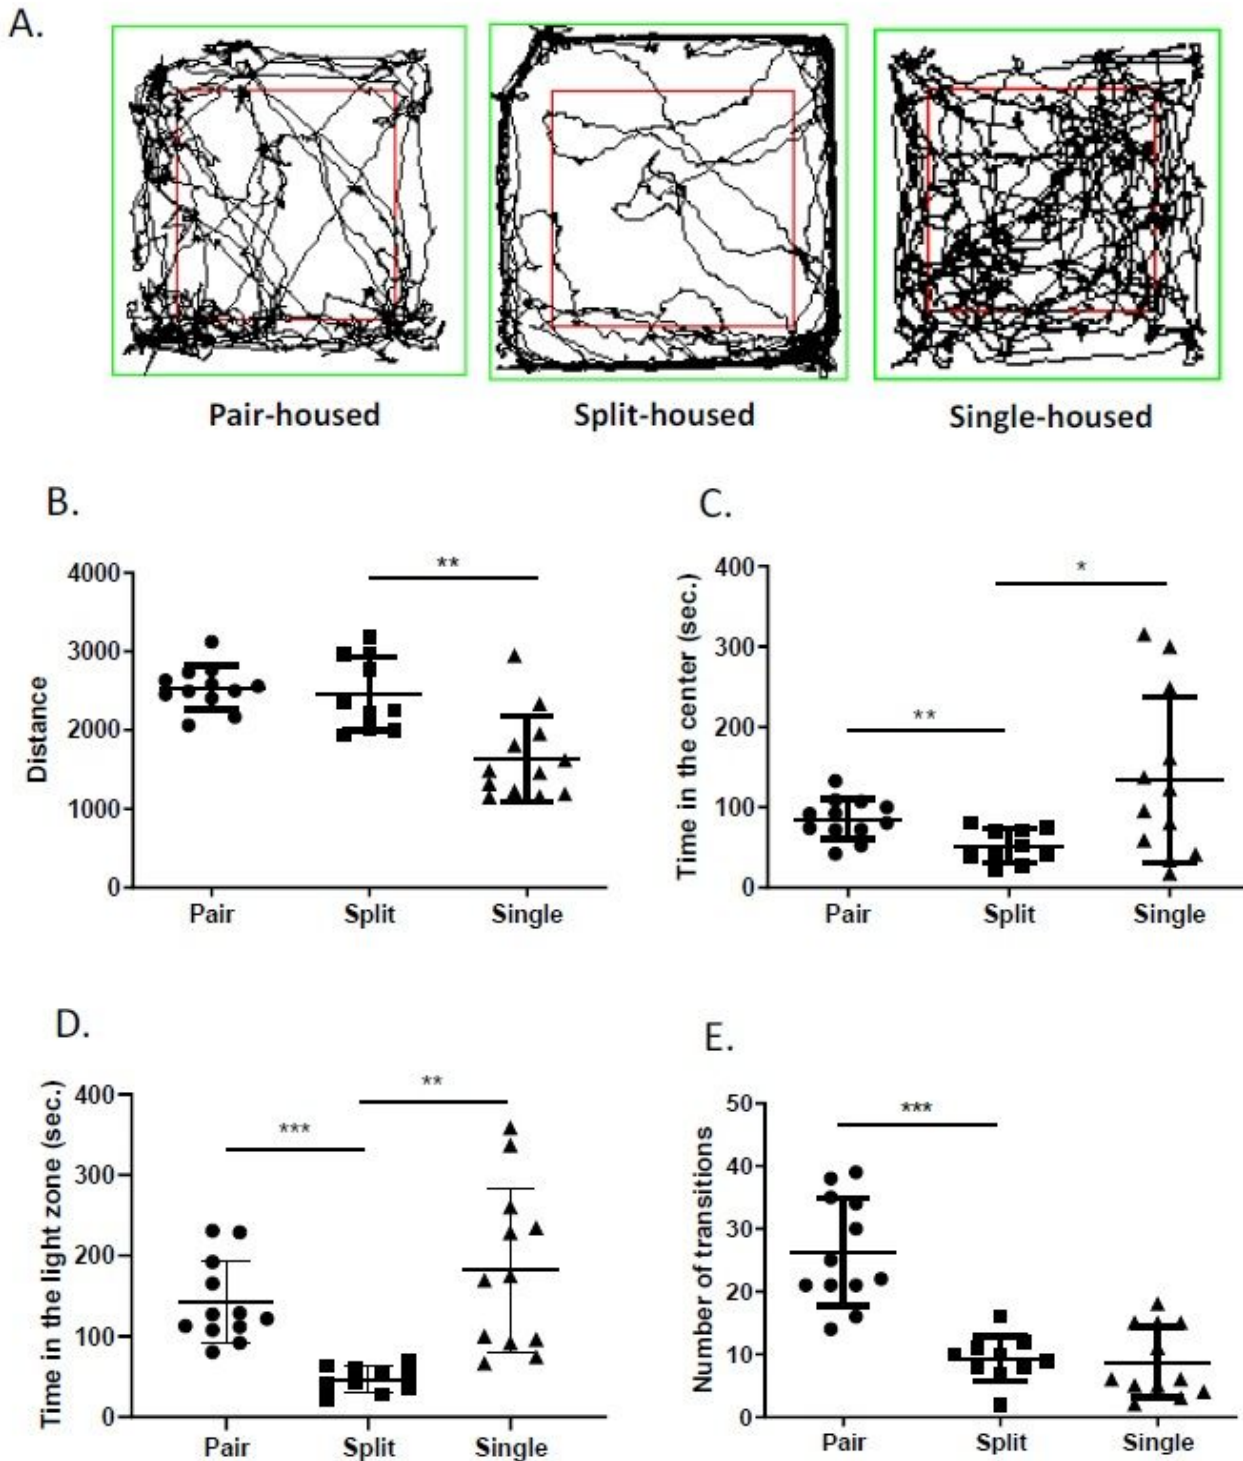 A.
Pair-housed
Split-housed
Single-housed
B.
Distance
4000
3000
2000
1000
0
**
Pair
Split
Single
C.
Time in the center (sec.)
400
300
200
100
0
**
*
Pair
Split
Single
D.
Time in the light zone (sec.)
400
300
200
100
0
***
**
Pair
Split
Single
E.
Number of transitions
50
40
30
20
10
0
***
Pair
Split
Single